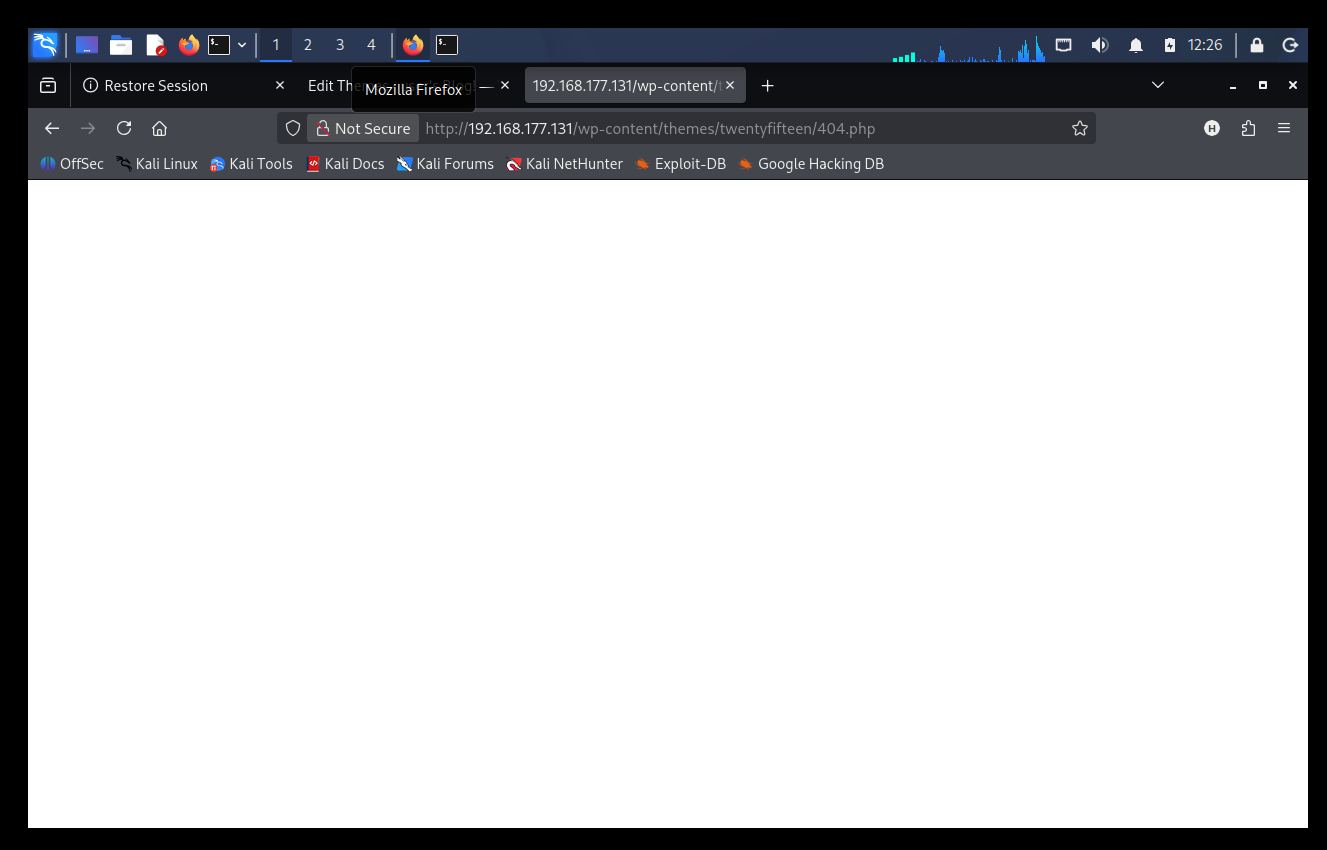 1 2 3 4 12:26
Restore Session Edit The Mozilla Firefox 192.168.177.131/wp-content/t
Not Secure http://192.168.177.131/wp-content/themes/twentyfifteen/404.php H
OffSec Kali Linux Kali Tools Kali Docs Kali Forums Kali NetHunter Exploit-DB Google Hacking DB